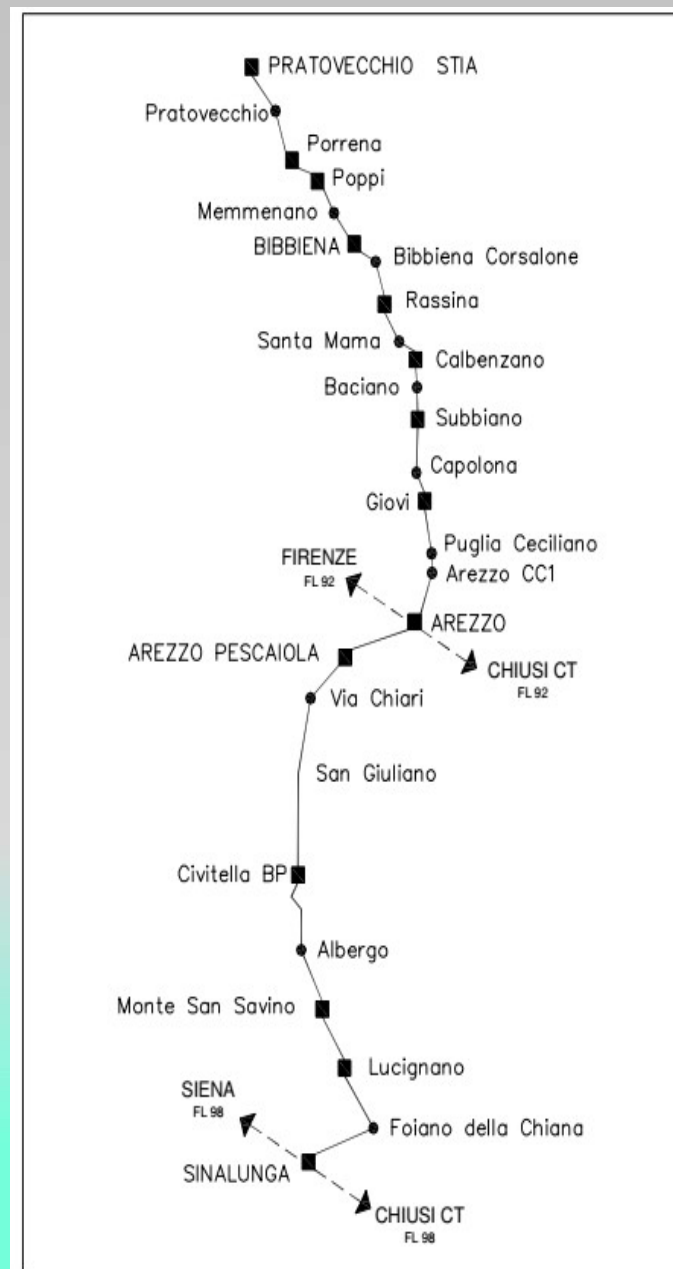 PRATOVECCHIO STIA
Pratovecchio
Porrena
Poppi
Memmenano
BIBBIENA
Bibbiena Corsalone
Rassina
Santa Mama
Calbenzano
Baciano
Subbiano
Capolona
Giovi
Puglia Ceciliano
FIRENZE
FL 92
Arezzo CC1
AREZZO
AREZZO PESCAIOLA
CHIUSI CT
FL 92
Via Chiari
San Giuliano
Civitella BP
Albergo
Monte San Savino
Lucignano
SIENA
FL 98
Foiano della Chiana
SINALUNGA
CHIUSI CT
FL 98